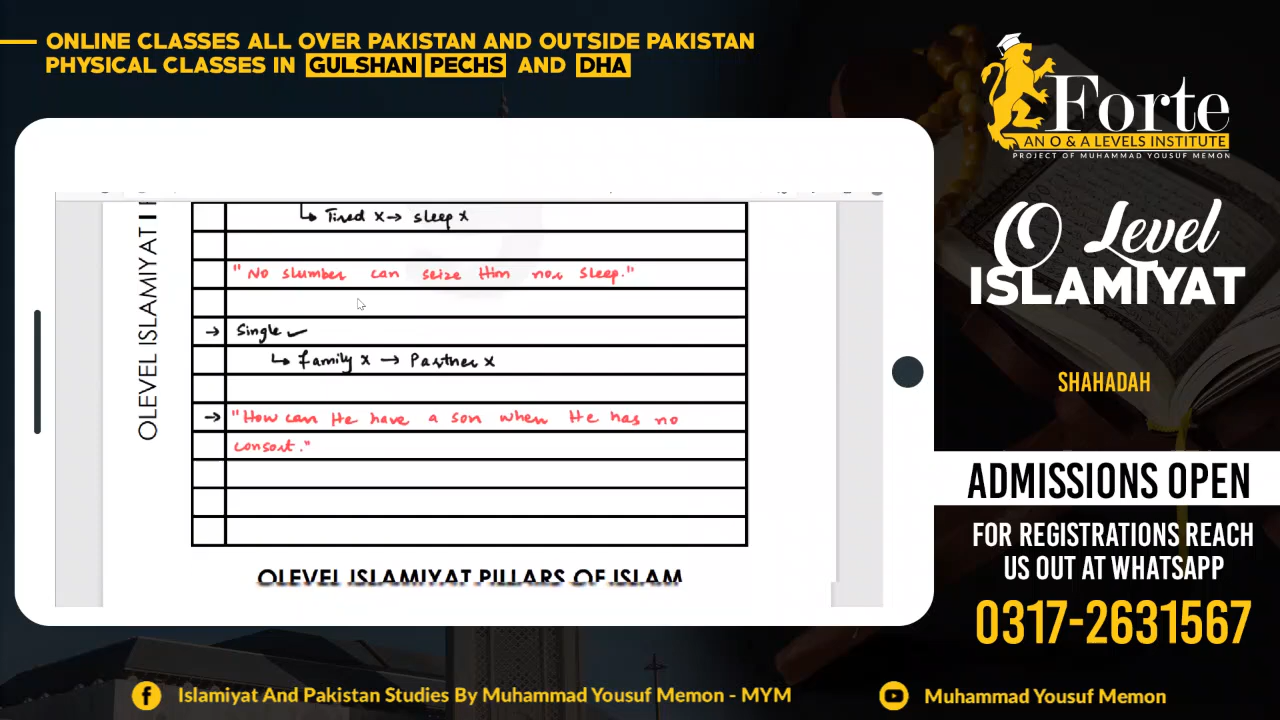 ONLINE CLASSES ALL OVER PAKISTAN AND OUTSIDE PAKISTAN
PHYSICAL CLASSES IN GULSHAN PECHS AND DHA
Forte
AN O & A LEVELS INSTITUTE
PROJECT OF MUHAMMAD YOUSUF MEMON
O Level
ISLAMIYAT
SHAHADAH
ADMISSIONS OPEN
FOR REGISTRATIONS REACH
US OUT AT WHATSAPP
0317-2631567
OLEVEL ISLAMIYAT
↳ Tired x → sleep x
"No slumber can seize Him nor sleep."
→ Single ✓
↳ family x → Partner x
→ "How can He have a son when He has no
consort."
OLEVEL ISLAMIYAT PILLARS OF ISLAM
Islamiyat And Pakistan Studies By Muhammad Yousuf Memon - MYM
Muhammad Yousuf Memon